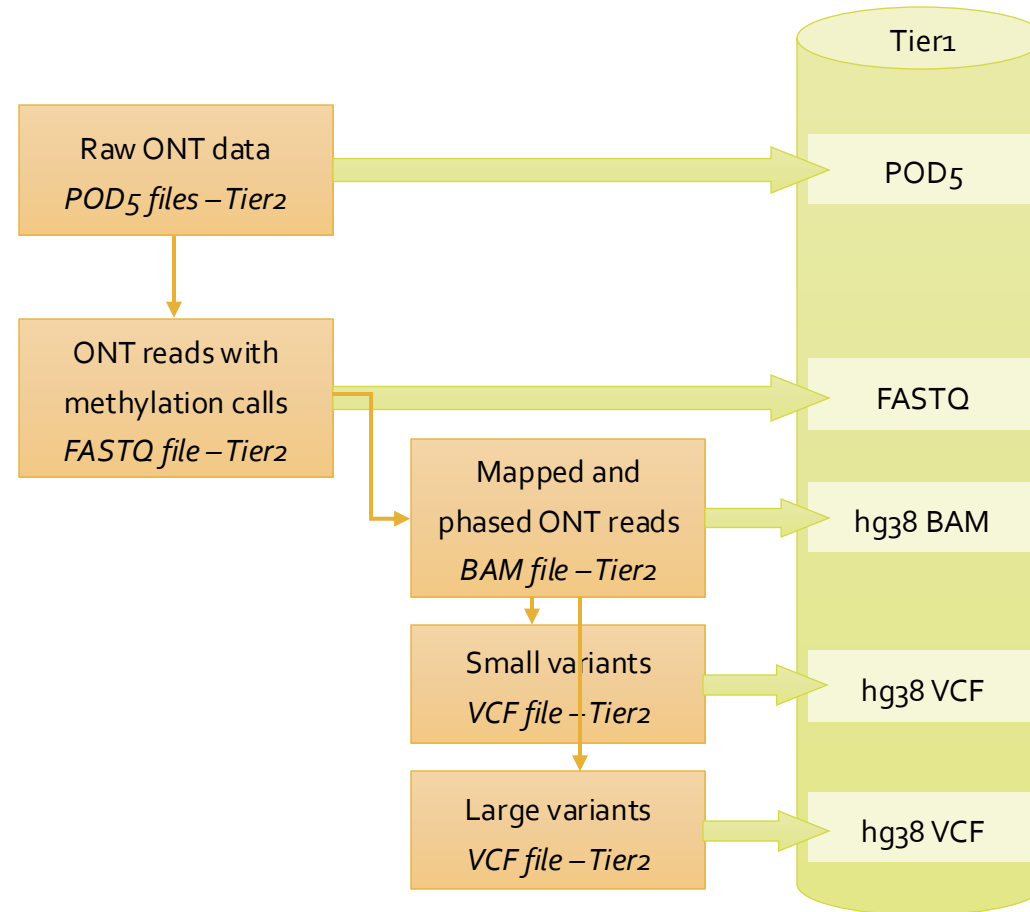 Tier1
Raw ONT data
POD5 files – Tier2
POD5
ONT reads with
methylation calls
FASTQ file – Tier2
FASTQ
Mapped and
phased ONT reads
BAM file – Tier2
hg38 BAM
Small variants
VCF file – Tier2
hg38 VCF
Large variants
VCF file – Tier2
hg38 VCF